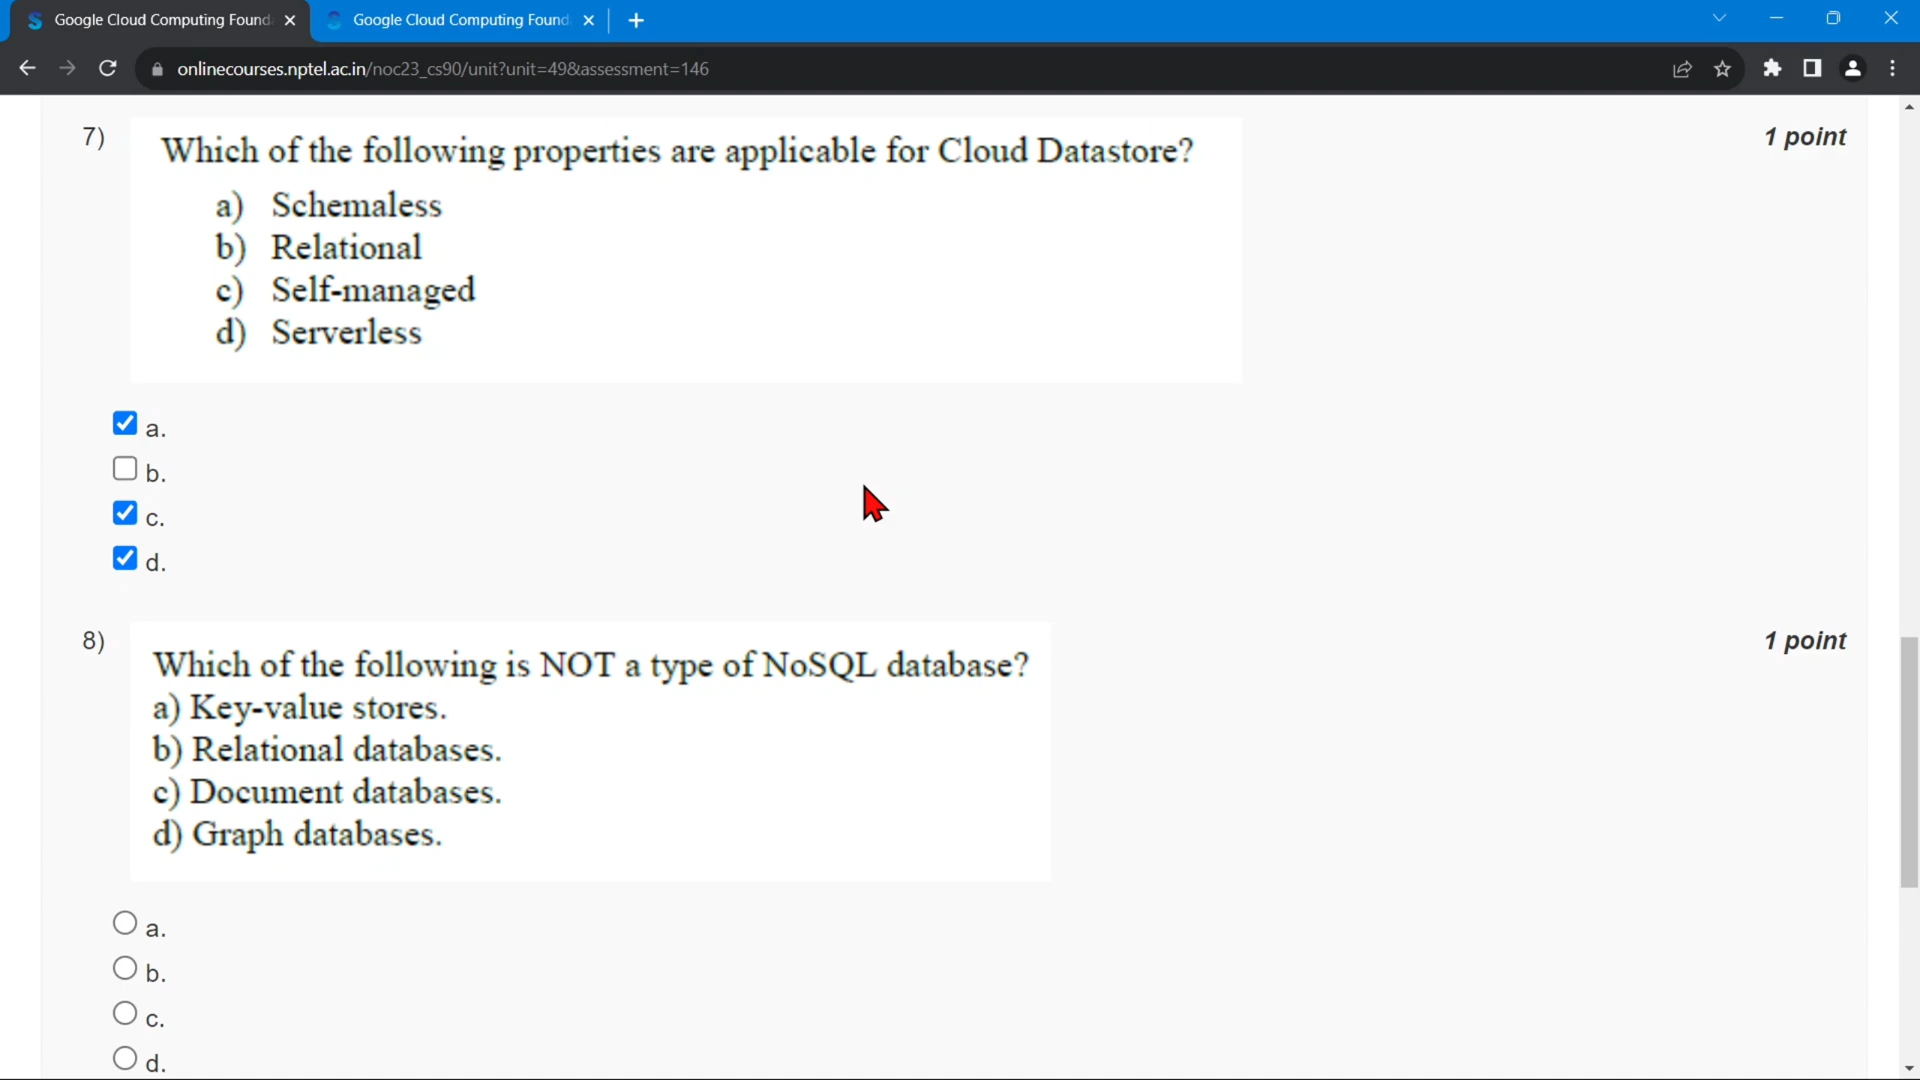 Google Cloud Computing Found
Google Cloud Computing Found
onlinecourses.nptel.ac.in/noc23_cs90/unit?unit=49&assessment=146
7)
Which of the following properties are applicable for Cloud Datastore?
1 point
a) Schemaless
b) Relational
c) Self-managed
d) Serverless
a.
b.
c.
d.
8)
Which of the following is NOT a type of NoSQL database?
1 point
a) Key-value stores.
b) Relational databases.
c) Document databases.
d) Graph databases.
a.
b.
c.
d.